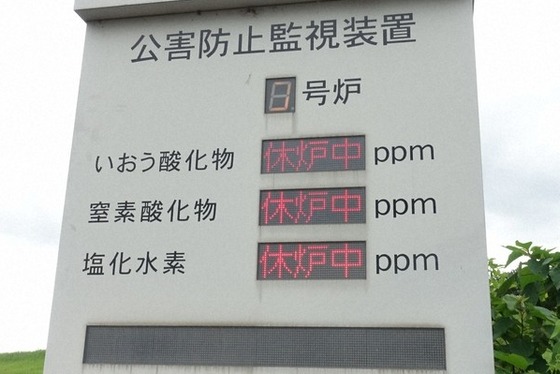 公害防止監視装置
号炉
いおう酸化物 休炉中 ppm
窒素酸化物 休炉中 ppm
塩化水素 休炉中 ppm